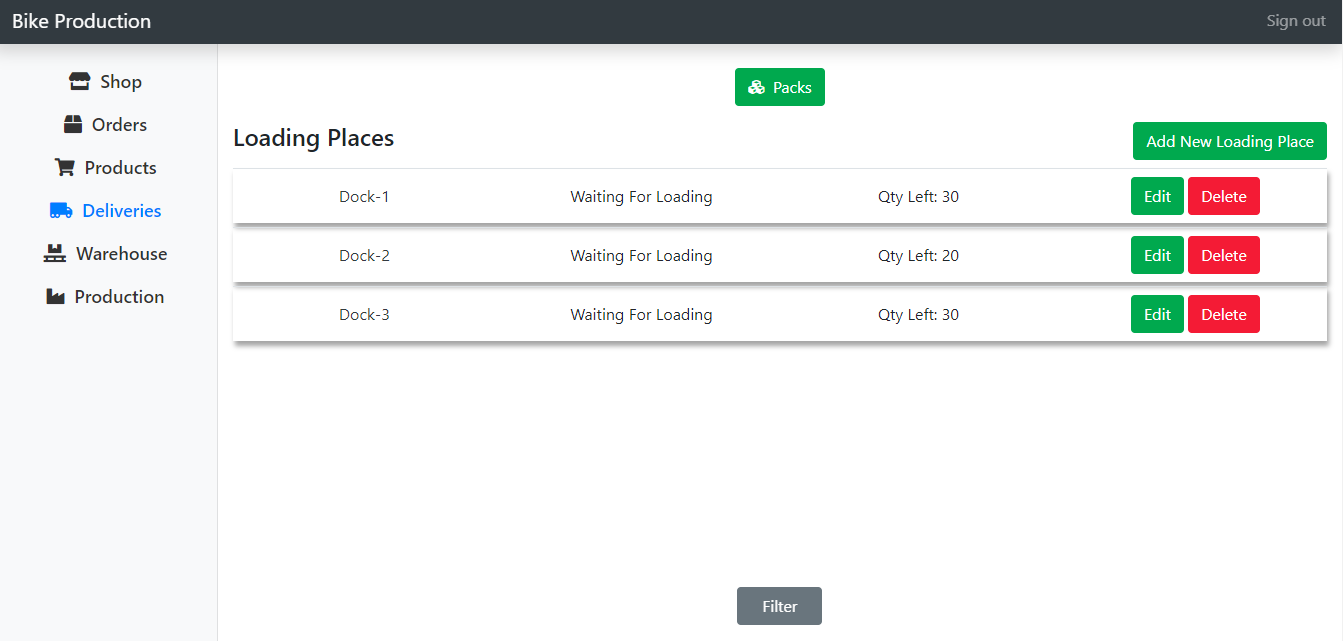 Bike Production
Sign out
Shop
Orders
Products
Deliveries
Warehouse
Production
Packs
Loading Places
Add New Loading Place
Dock-1 Waiting For Loading Qty Left: 30 Edit Delete
Dock-2 Waiting For Loading Qty Left: 20 Edit Delete
Dock-3 Waiting For Loading Qty Left: 30 Edit Delete
Filter